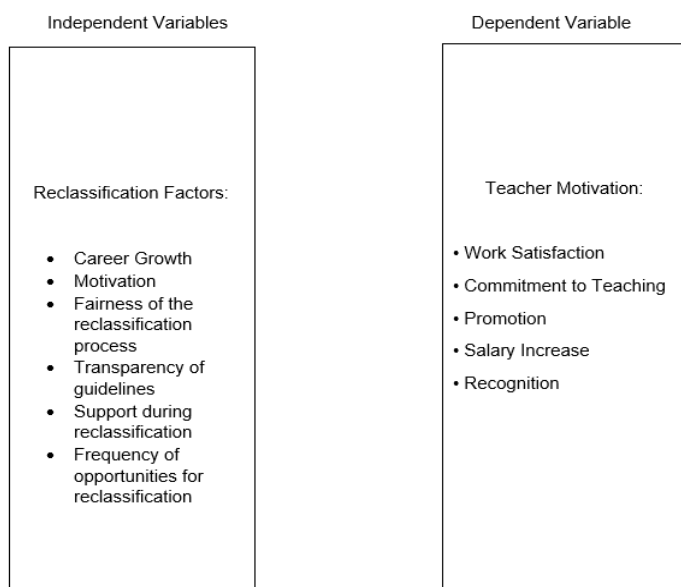 Independent Variables
Dependent Variable
Reclassification Factors:
• Career Growth
• Motivation
• Fairness of the
reclassification
process
• Transparency of
guidelines
• Support during
reclassification
• Frequency of
opportunities for
reclassification
Teacher Motivation:
• Work Satisfaction
• Commitment to Teaching
• Promotion
• Salary Increase
• Recognition